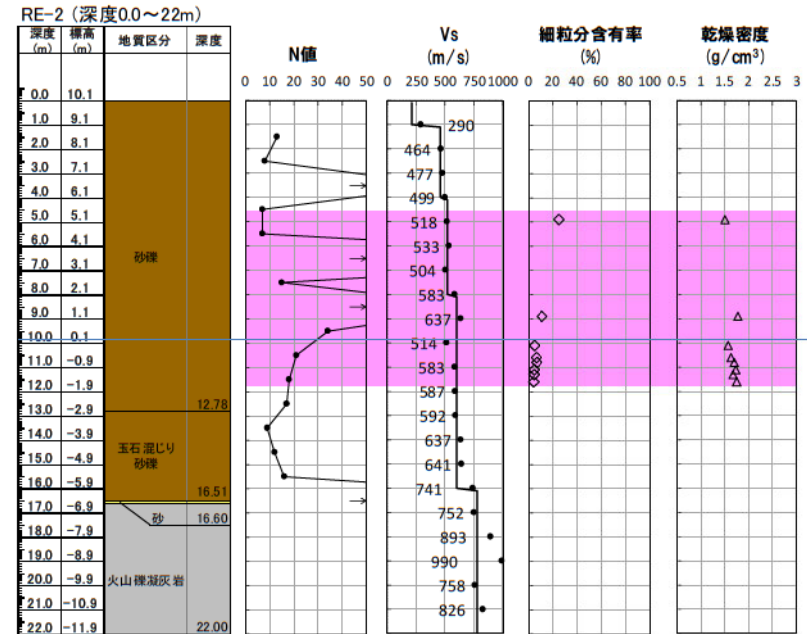 RE-2（深度0.0～22m）
深度 標高 地質区分 深度
(m) (m)
N値
Vs
(m/s)
細粒分含有率
(%)
乾燥密度
(g/cm³)
0 10 20 30 40 50
0 250 500 750 1000
0 20 40 60 80 100
0.5 1 1.5 2 2.5 3
0.0 10.1
1.0 9.1 290
2.0 8.1 464
3.0 7.1 477
4.0 6.1 499
5.0 5.1 518
6.0 4.1 533
砂礫
7.0 3.1 504
8.0 2.1 583
9.0 1.1 637
10.0 0.1 514
11.0 -0.9 583
12.0 -1.9 587
13.0 -2.9 12.78 592
14.0 -3.9 637
玉石混じり
砂礫
15.0 -4.9 641
16.0 -5.9 16.51 741
17.0 -6.9 砂 16.60 752
18.0 -7.9 893
19.0 -8.9 990
20.0 -9.9 火山礫凝灰岩 758
21.0 -10.9 826
22.0 -11.9 22.00